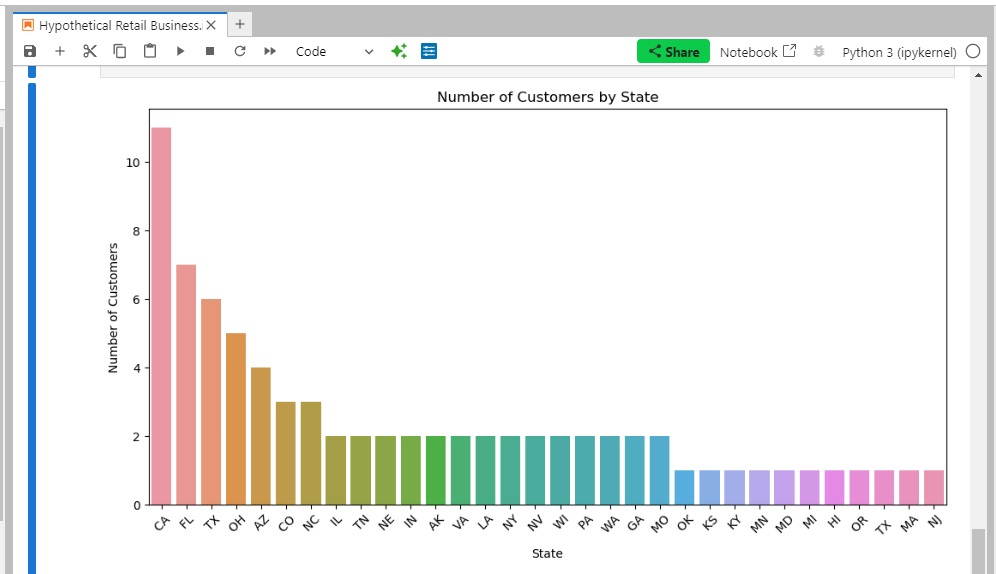 Hypothetical Retail Business.
Code
Share
Notebook
Python 3 (ipykernel)
Number of Customers by State
Number of Customers
10
8
6
4
2
0
CA FL TX OH AZ CO NC IL TN NE IN AK VA LA NY NV WI PA WA GA MO OK KS KY MN MD MI HI OR TX MA NJ
State